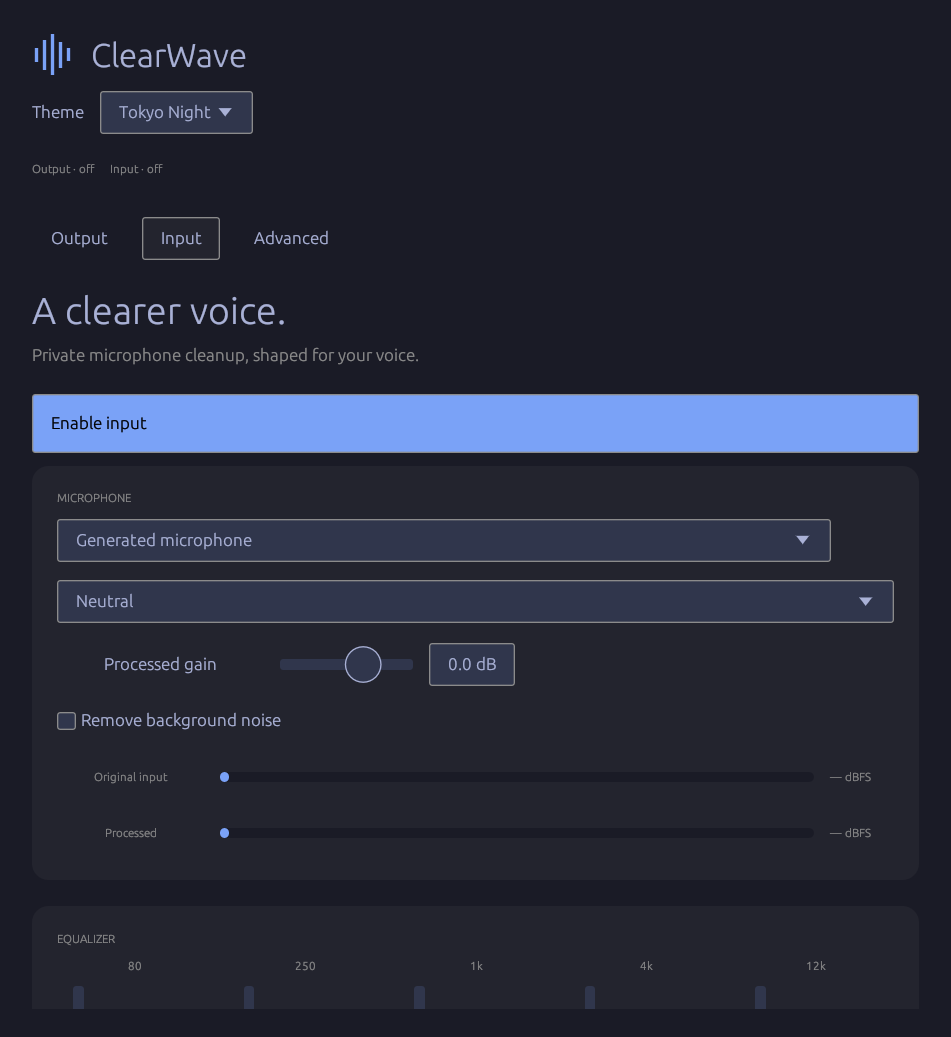 ClearWave
Theme Tokyo Night
Output · off Input · off
Output Input Advanced
A clearer voice.
Private microphone cleanup, shaped for your voice.
Enable input
MICROPHONE
Generated microphone
Neutral
Processed gain 0.0 dB
Remove background noise
Original input — dBFS
Processed — dBFS
EQUALIZER
80 250 1k 4k 12k